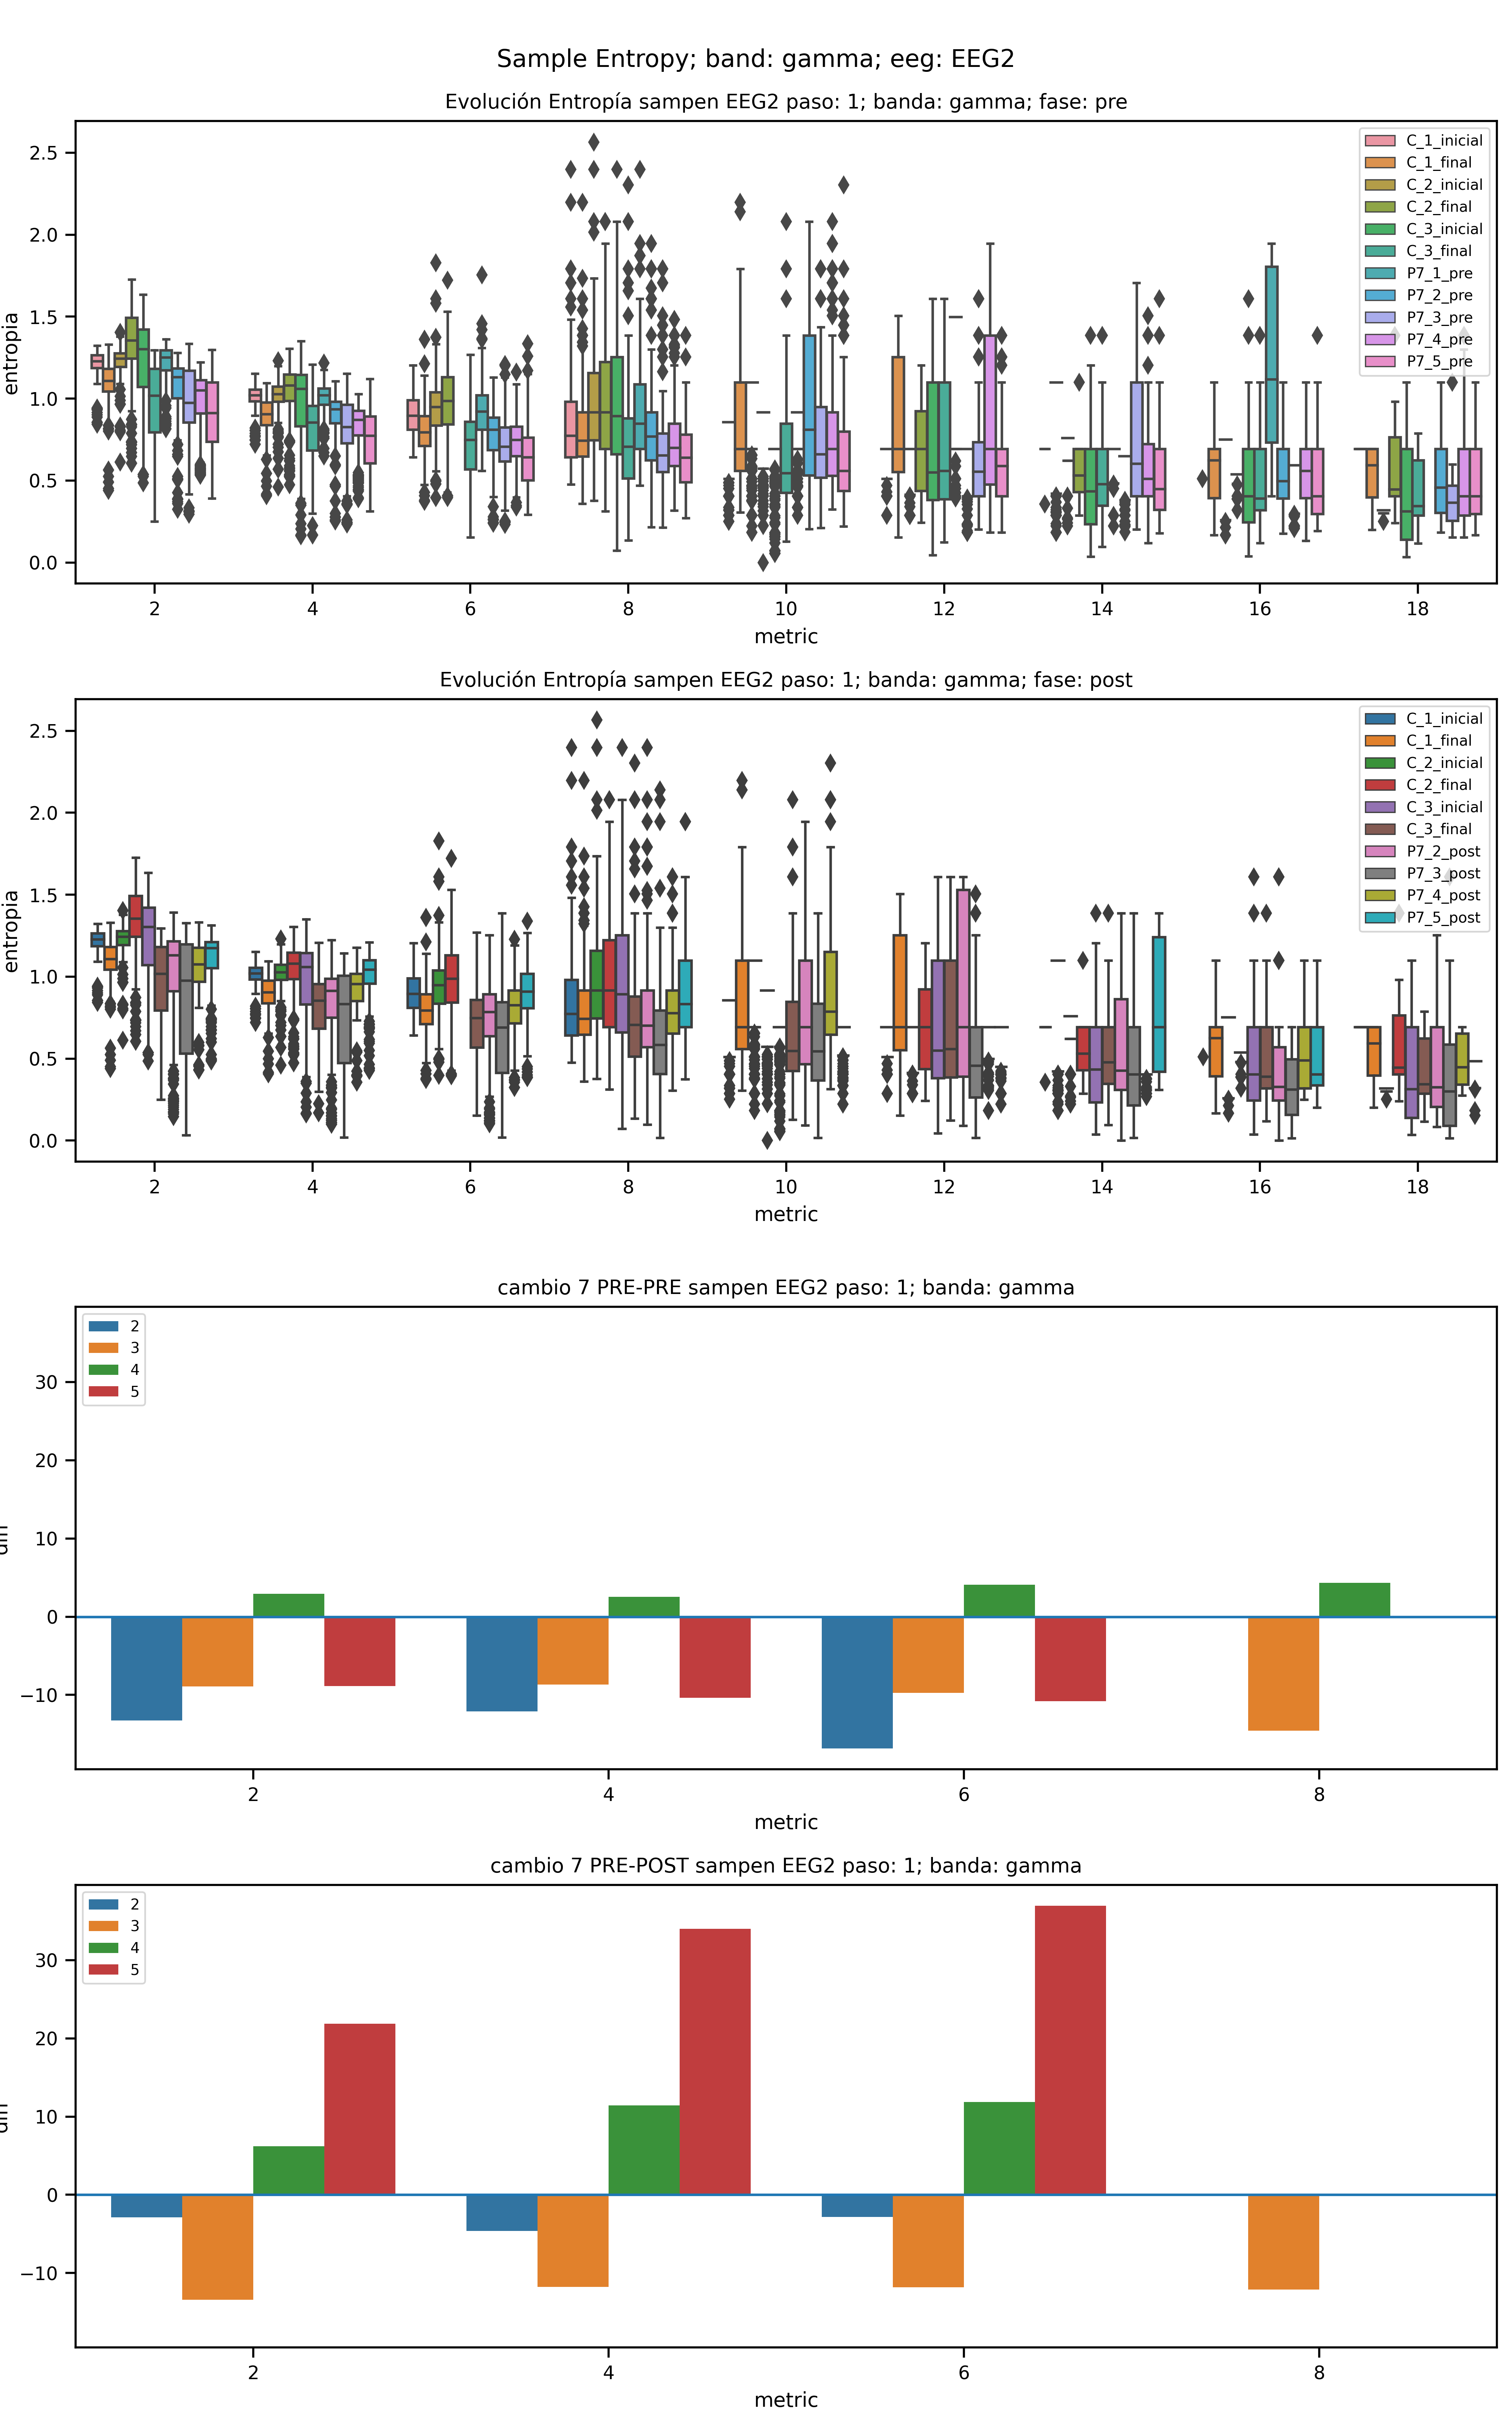 Sample Entropy; band: gamma; eeg: EEG2
Evolución Entropía sampen EEG2 paso: 1; banda: gamma; fase: pre
entropia
2.5
2.0
1.5
1.0
0.5
0.0
C_1_inicial
C_1_final
C_2_inicial
C_2_final
C_3_inicial
C_3_final
P7_1_pre
P7_2_pre
P7_3_pre
P7_4_pre
P7_5_pre
2 4 6 8 10 12 14 16 18
metric
Evolución Entropía sampen EEG2 paso: 1; banda: gamma; fase: post
entropia
2.5
2.0
1.5
1.0
0.5
0.0
C_1_inicial
C_1_final
C_2_inicial
C_2_final
C_3_inicial
C_3_final
P7_2_post
P7_3_post
P7_4_post
P7_5_post
2 4 6 8 10 12 14 16 18
metric
cambio 7 PRE-PRE sampen EEG2 paso: 1; banda: gamma
2
3
4
5
30
20
10
0
−10
2 4 6 8
metric
cambio 7 PRE-POST sampen EEG2 paso: 1; banda: gamma
2
3
4
5
30
20
10
0
−10
2 4 6 8
metric